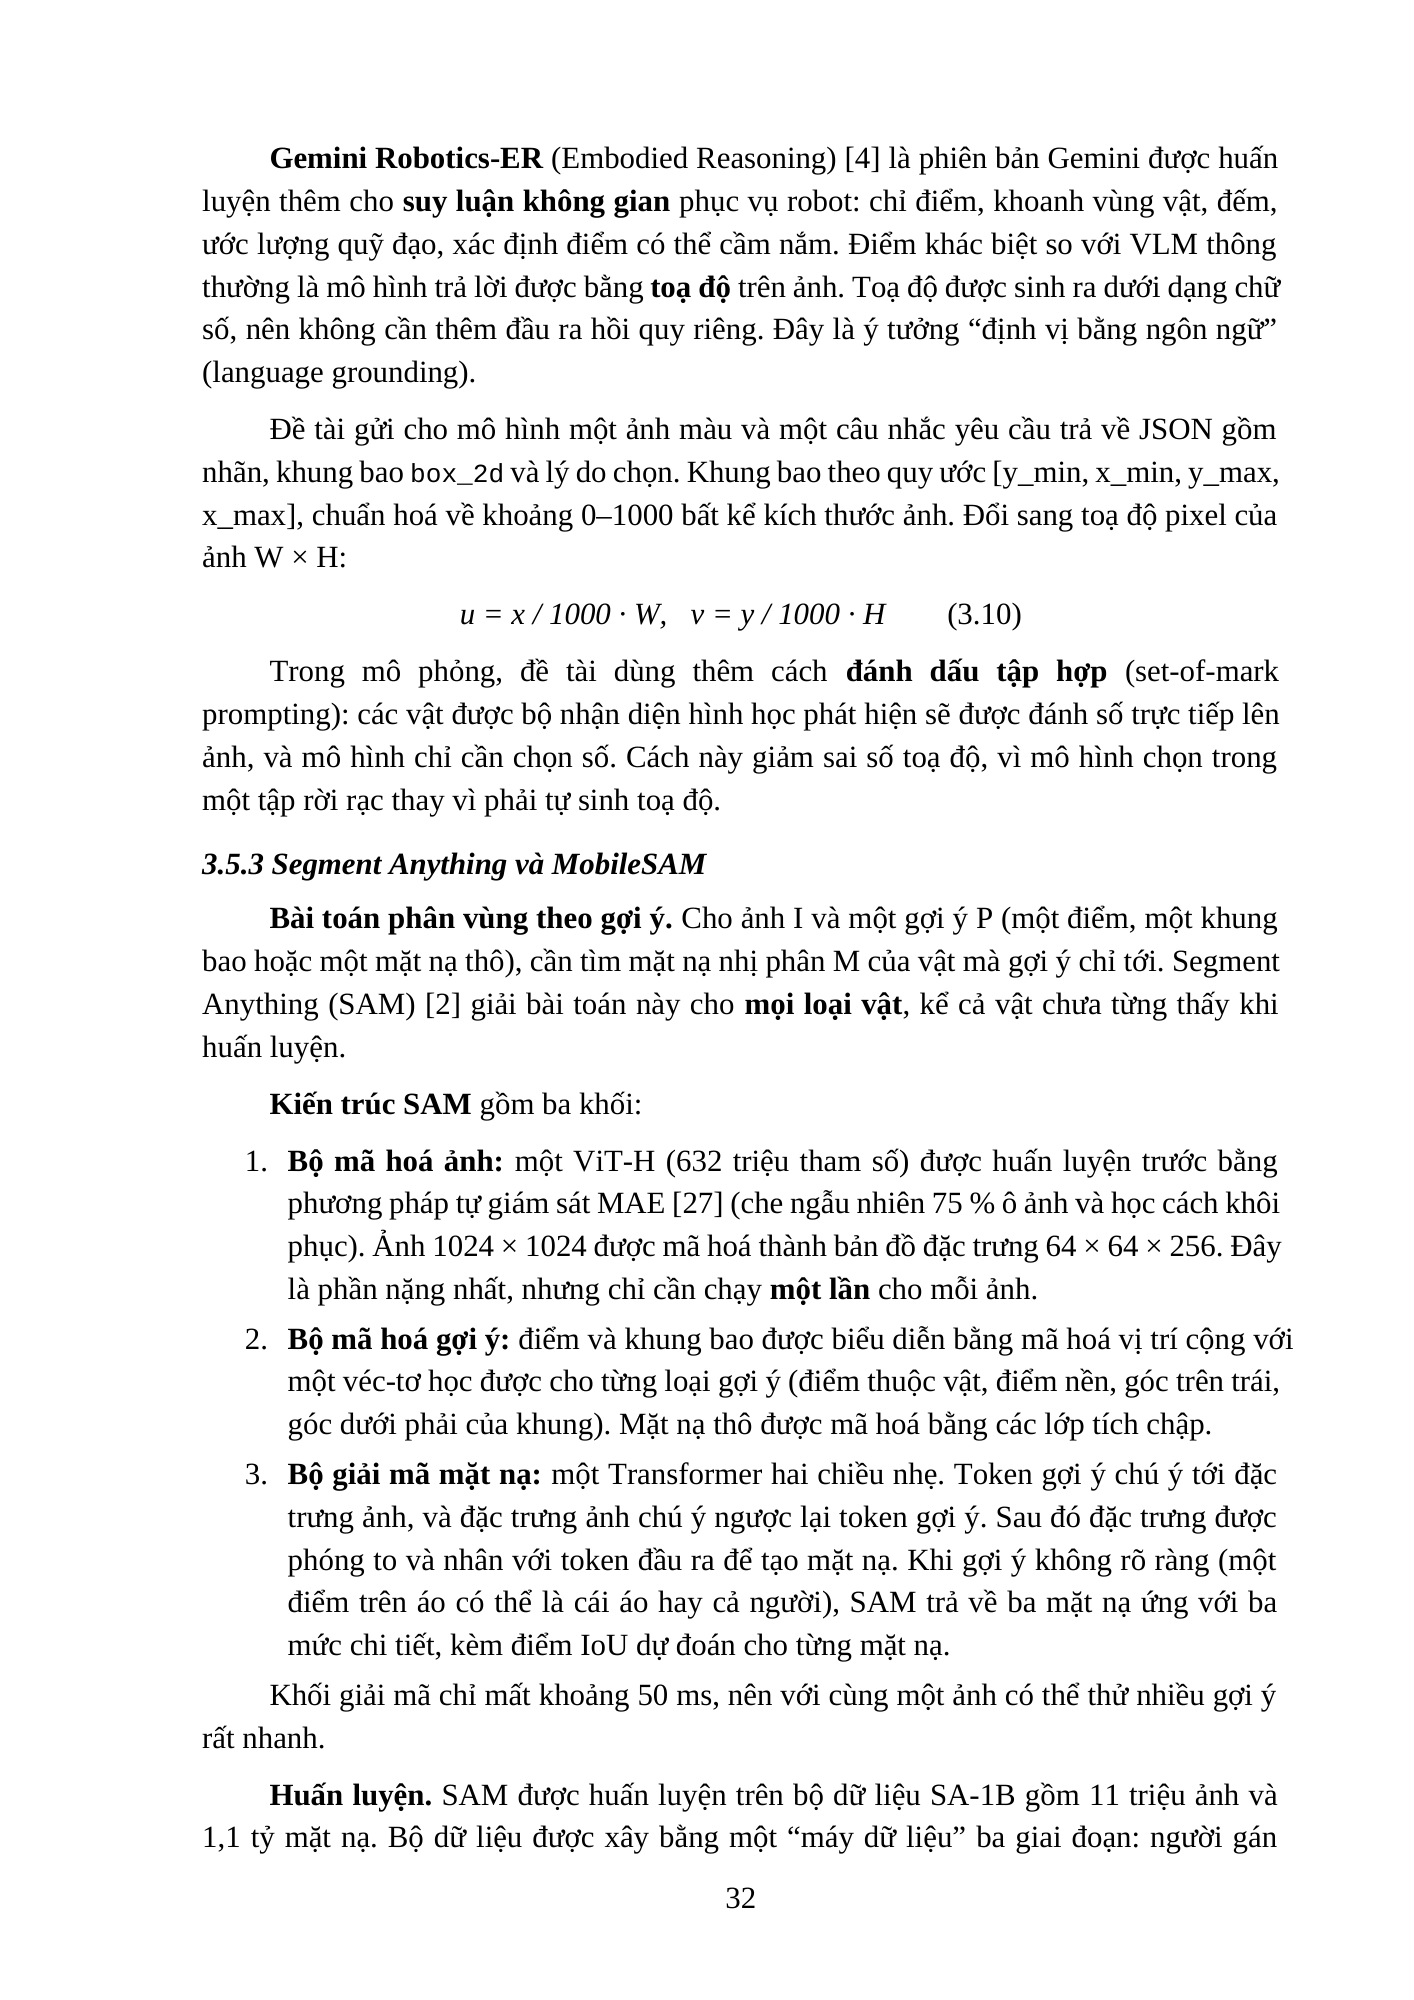 Gemini Robotics-ER (Embodied Reasoning) [4] là phiên bản Gemini được huấn
luyện thêm cho suy luận không gian phục vụ robot: chỉ điểm, khoanh vùng vật, đếm,
ước lượng quỹ đạo, xác định điểm có thể cầm nắm. Điểm khác biệt so với VLM thông
thường là mô hình trả lời được bằng toạ độ trên ảnh. Toạ độ được sinh ra dưới dạng chữ
số, nên không cần thêm đầu ra hồi quy riêng. Đây là ý tưởng “định vị bằng ngôn ngữ”
(language grounding).
Đề tài gửi cho mô hình một ảnh màu và một câu nhắc yêu cầu trả về JSON gồm
nhãn, khung bao box_2d và lý do chọn. Khung bao theo quy ước [y_min, x_min, y_max,
x_max], chuẩn hoá về khoảng 0–1000 bất kể kích thước ảnh. Đổi sang toạ độ pixel của
ảnh W × H:
u = x / 1000 · W, v = y / 1000 · H (3.10)
Trong mô phỏng, đề tài dùng thêm cách đánh dấu tập hợp (set-of-mark
prompting): các vật được bộ nhận diện hình học phát hiện sẽ được đánh số trực tiếp lên
ảnh, và mô hình chỉ cần chọn số. Cách này giảm sai số toạ độ, vì mô hình chọn trong
một tập rời rạc thay vì phải tự sinh toạ độ.
3.5.3 Segment Anything và MobileSAM
Bài toán phân vùng theo gợi ý. Cho ảnh I và một gợi ý P (một điểm, một khung
bao hoặc một mặt nạ thô), cần tìm mặt nạ nhị phân M của vật mà gợi ý chỉ tới. Segment
Anything (SAM) [2] giải bài toán này cho mọi loại vật, kể cả vật chưa từng thấy khi
huấn luyện.
Kiến trúc SAM gồm ba khối:
1. Bộ mã hoá ảnh: một ViT-H (632 triệu tham số) được huấn luyện trước bằng
phương pháp tự giám sát MAE [27] (che ngẫu nhiên 75 % ô ảnh và học cách khôi
phục). Ảnh 1024 × 1024 được mã hoá thành bản đồ đặc trưng 64 × 64 × 256. Đây
là phần nặng nhất, nhưng chỉ cần chạy một lần cho mỗi ảnh.
2. Bộ mã hoá gợi ý: điểm và khung bao được biểu diễn bằng mã hoá vị trí cộng với
một véc-tơ học được cho từng loại gợi ý (điểm thuộc vật, điểm nền, góc trên trái,
góc dưới phải của khung). Mặt nạ thô được mã hoá bằng các lớp tích chập.
3. Bộ giải mã mặt nạ: một Transformer hai chiều nhẹ. Token gợi ý chú ý tới đặc
trưng ảnh, và đặc trưng ảnh chú ý ngược lại token gợi ý. Sau đó đặc trưng được
phóng to và nhân với token đầu ra để tạo mặt nạ. Khi gợi ý không rõ ràng (một
điểm trên áo có thể là cái áo hay cả người), SAM trả về ba mặt nạ ứng với ba
mức chi tiết, kèm điểm IoU dự đoán cho từng mặt nạ.
Khối giải mã chỉ mất khoảng 50 ms, nên với cùng một ảnh có thể thử nhiều gợi ý
rất nhanh.
Huấn luyện. SAM được huấn luyện trên bộ dữ liệu SA-1B gồm 11 triệu ảnh và
1,1 tỷ mặt nạ. Bộ dữ liệu được xây bằng một “máy dữ liệu” ba giai đoạn: người gán
32